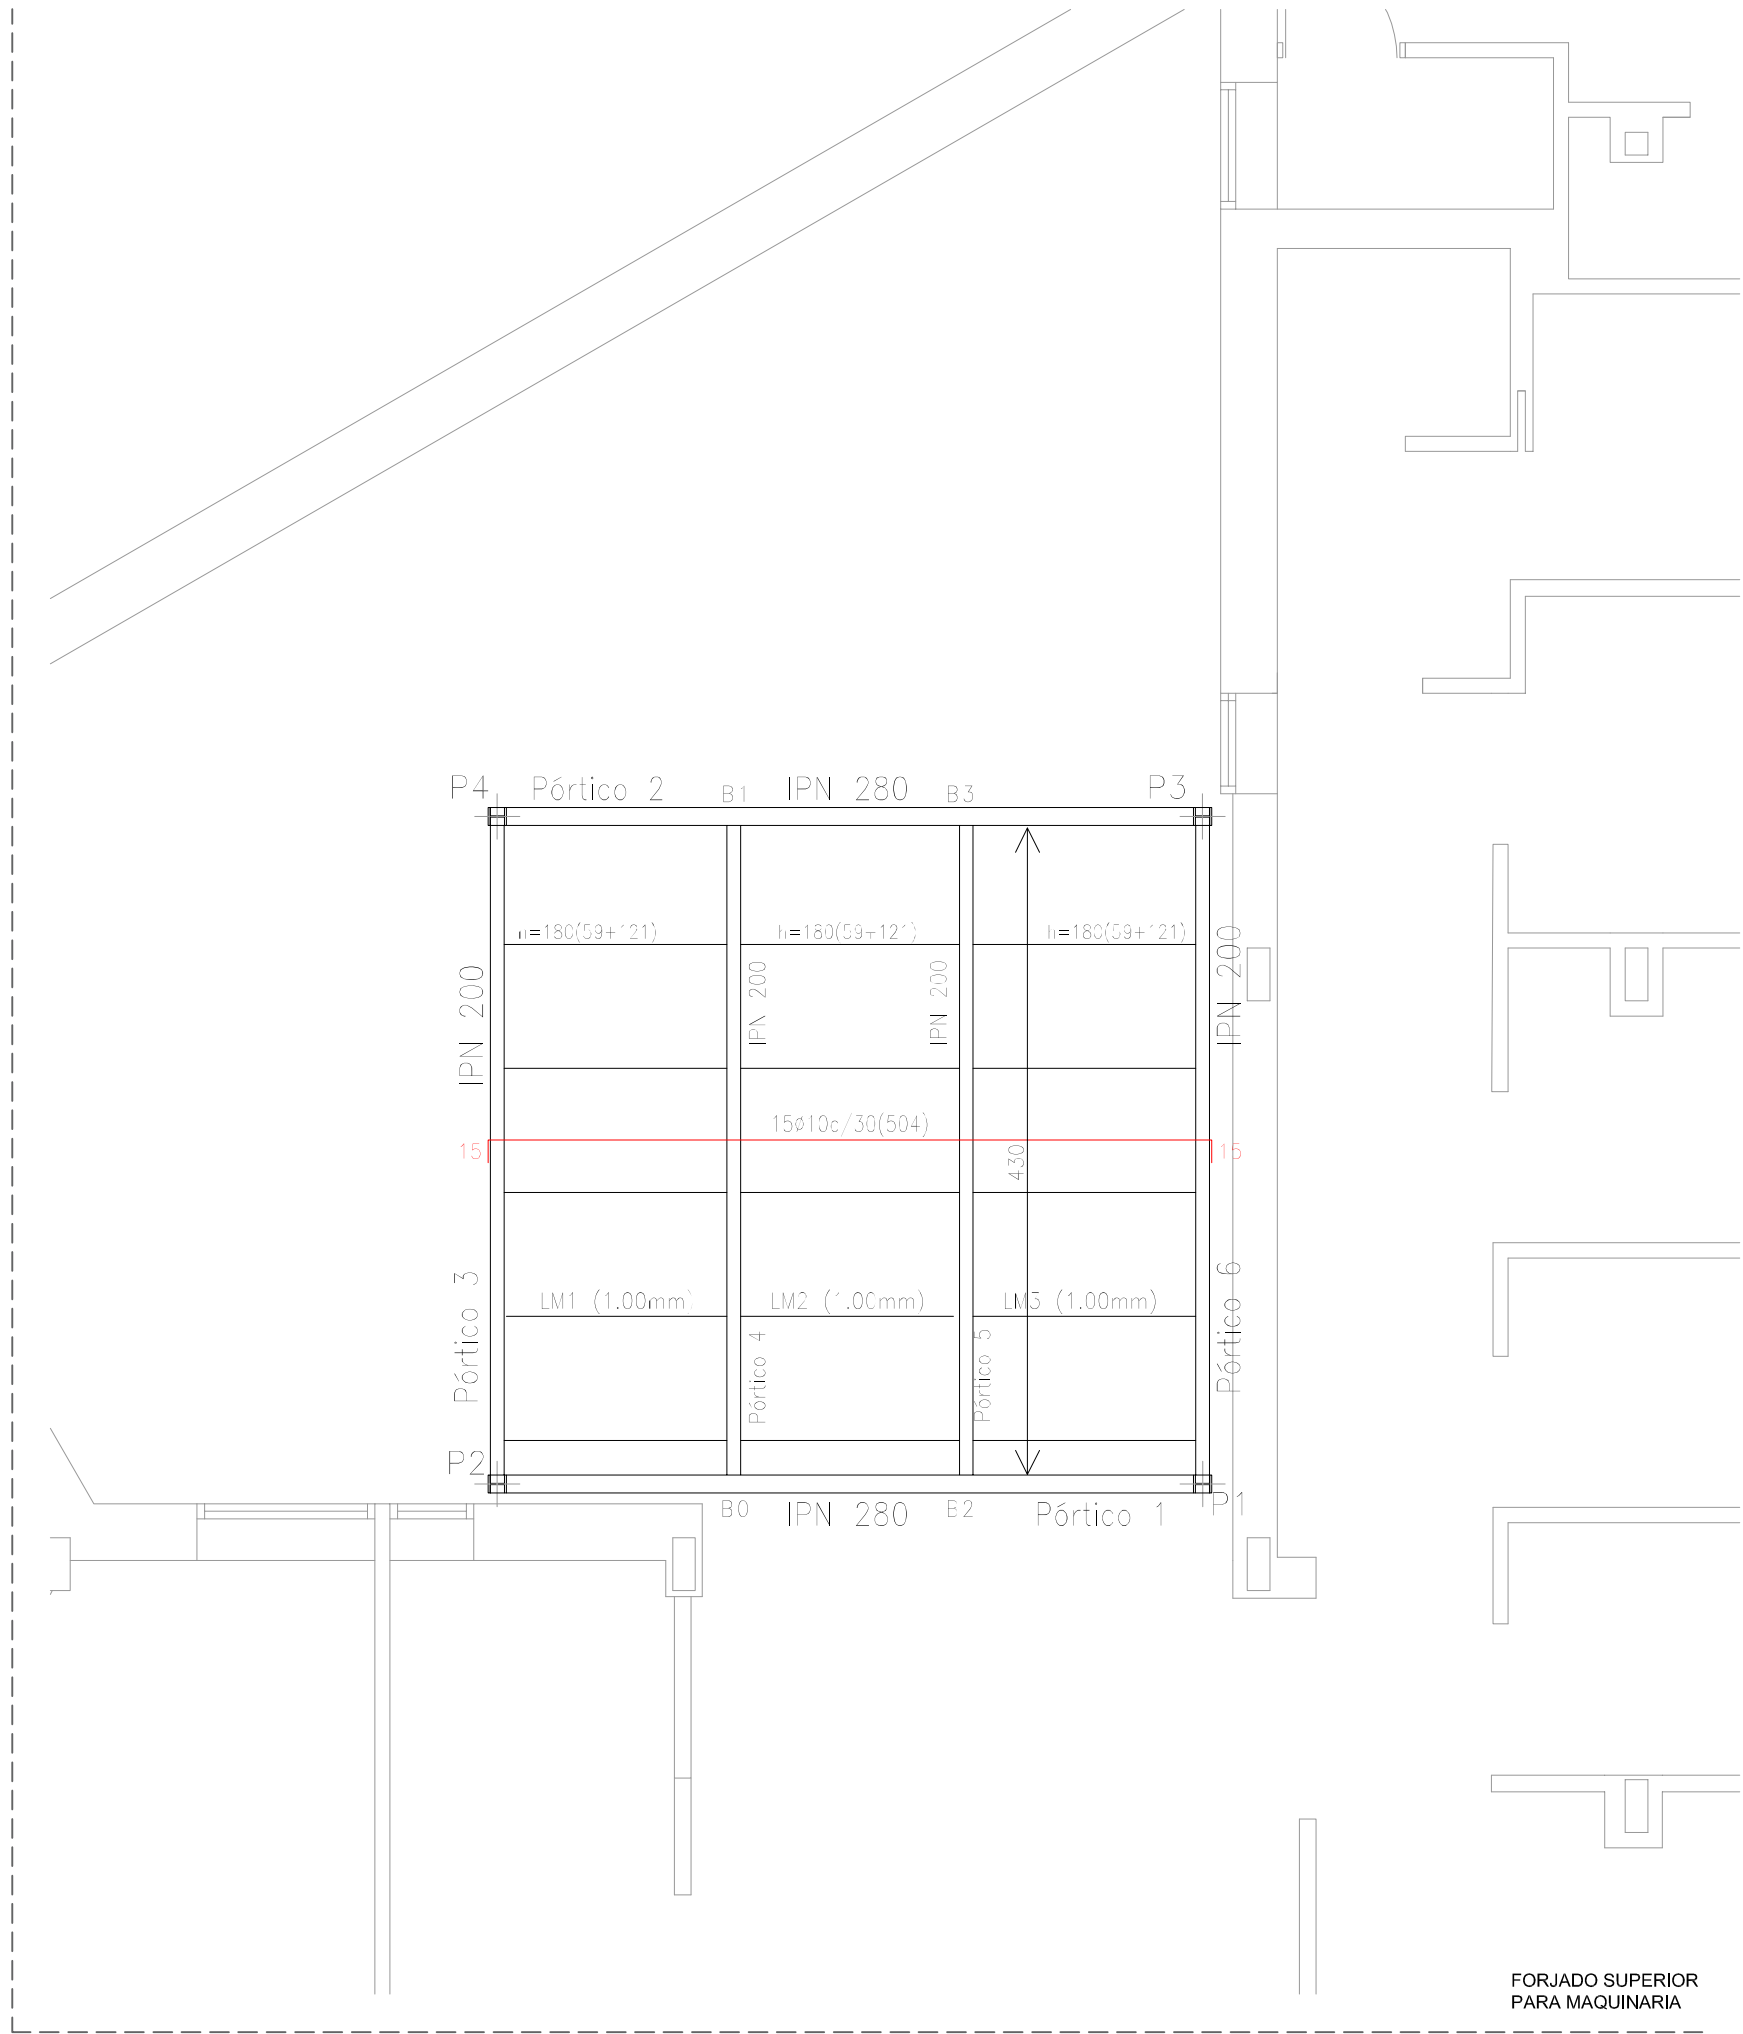 P4 Pórtico 2 B1 IPN 280 B3 P3
h=180(59+121) h=180(59+121) h=180(59+121)
IPN 200
IPN 200
IPN 200
IPN 200
15ø10c/30(504)
15
15
430
LM1 (1.00mm) LM2 (1.00mm) LM3 (1.00mm)
Pórtico 3
Pórtico 4
Pórtico 5
Pórtico 6
P2
P1
B0 IPN 280 B2 Pórtico 1
FORJADO SUPERIOR
PARA MAQUINARIA